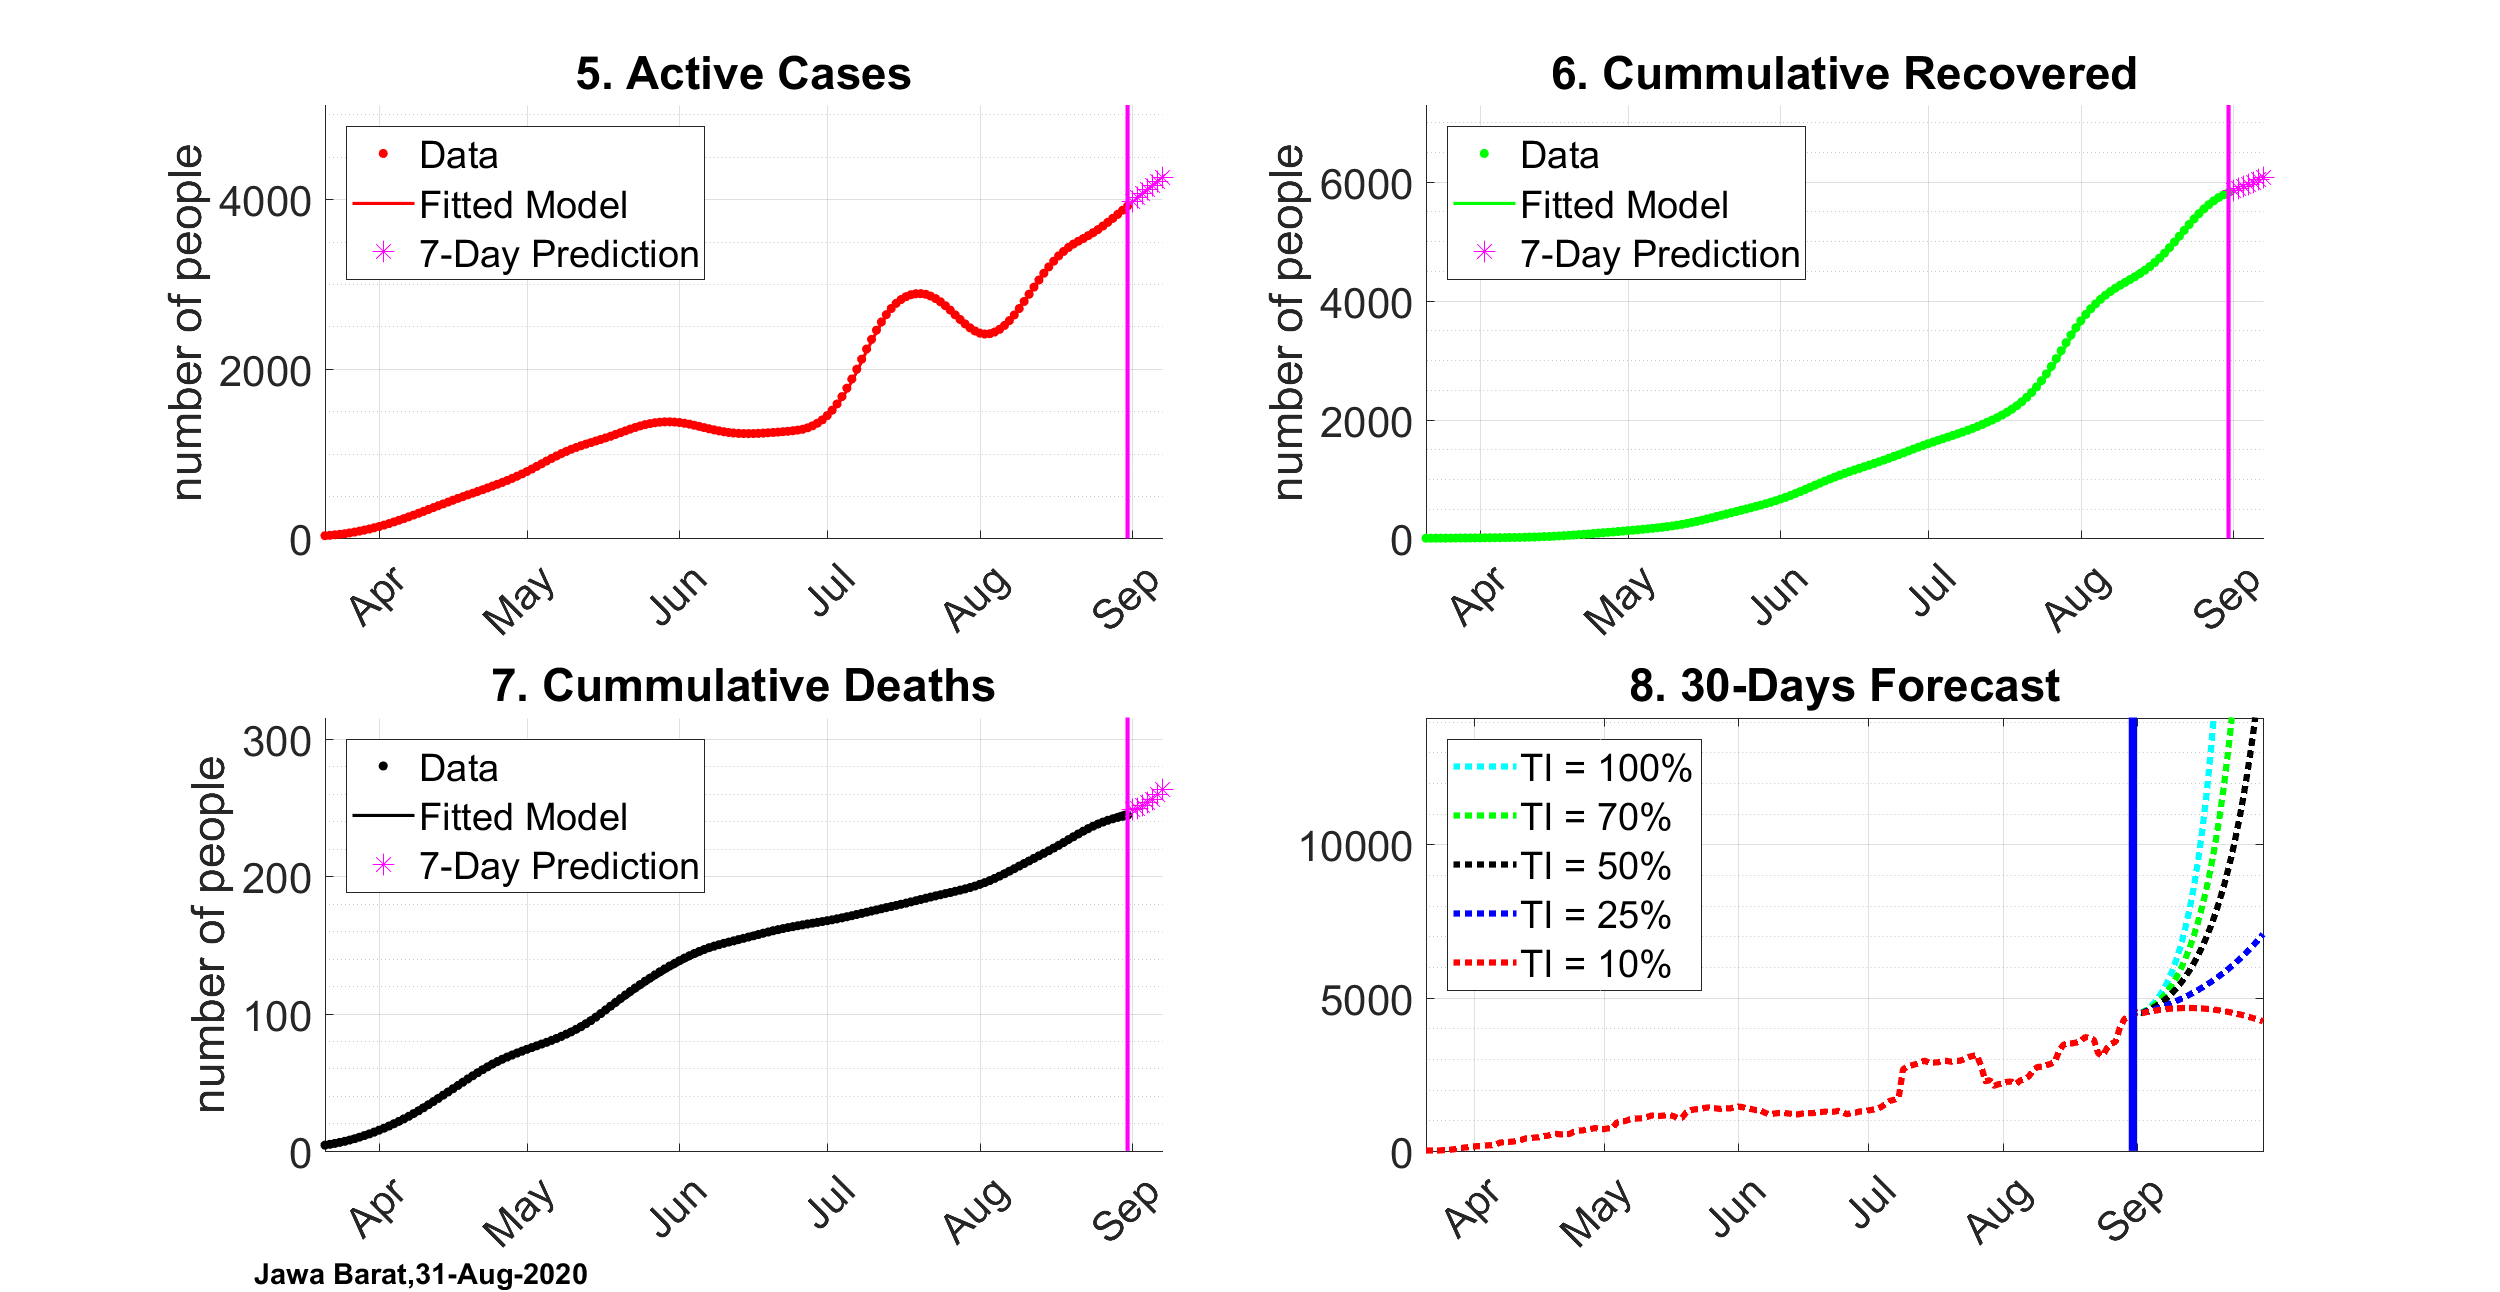 5. Active Cases
number of people
4000
2000
0
Data
Fitted Model
7-Day Prediction
Apr
May
Jun
Jul
Aug
Sep
6. Cummulative Recovered
number of people
6000
4000
2000
0
Data
Fitted Model
7-Day Prediction
Apr
May
Jun
Jul
Aug
Sep
7. Cummulative Deaths
number of people
300
200
100
0
Data
Fitted Model
7-Day Prediction
Apr
May
Jun
Jul
Aug
Sep
8. 30-Days Forecast
10000
5000
0
TI = 100%
TI = 70%
TI = 50%
TI = 25%
TI = 10%
Apr
May
Jun
Jul
Aug
Sep
Jawa Barat,31-Aug-2020